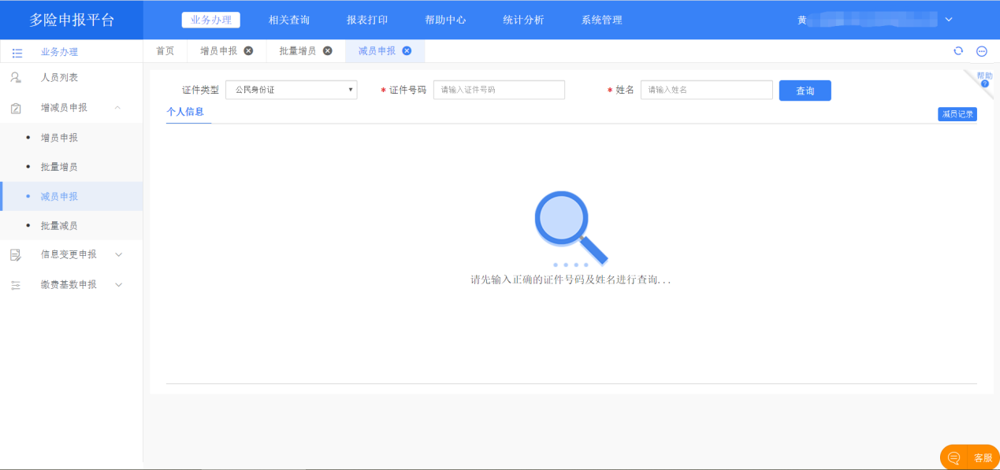 多险申报平台
业务办理 相关查询 报表打印 帮助中心 统计分析 系统管理 黄
业务办理
首页 增员申报 批量增员 减员申报
人员列表
帮助
证件类型 公民身份证 * 证件号码 请输入证件号码 * 姓名 请输入姓名 查询
增减员申报
个人信息
减员记录
增员申报
批量增员
减员申报
批量减员
信息变更申报
缴费基数申报
请先输入正确的证件号码及姓名进行查询...
客服